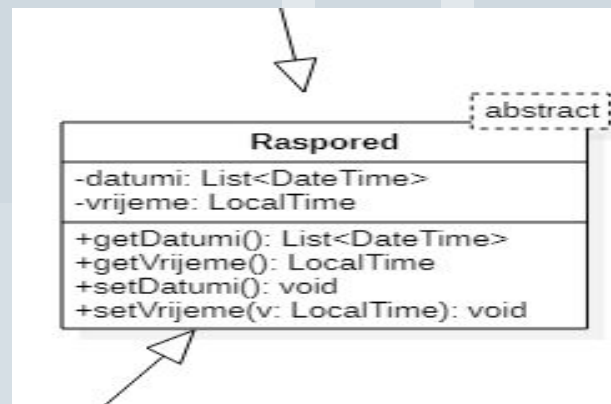 abstract
Raspored
-datumi: List<DateTime>
-vrijeme: LocalTime
+getDatumi(): List<DateTime>
+getVrijeme(): LocalTime
+setDatumi(): void
+setVrijeme(v: LocalTime): void